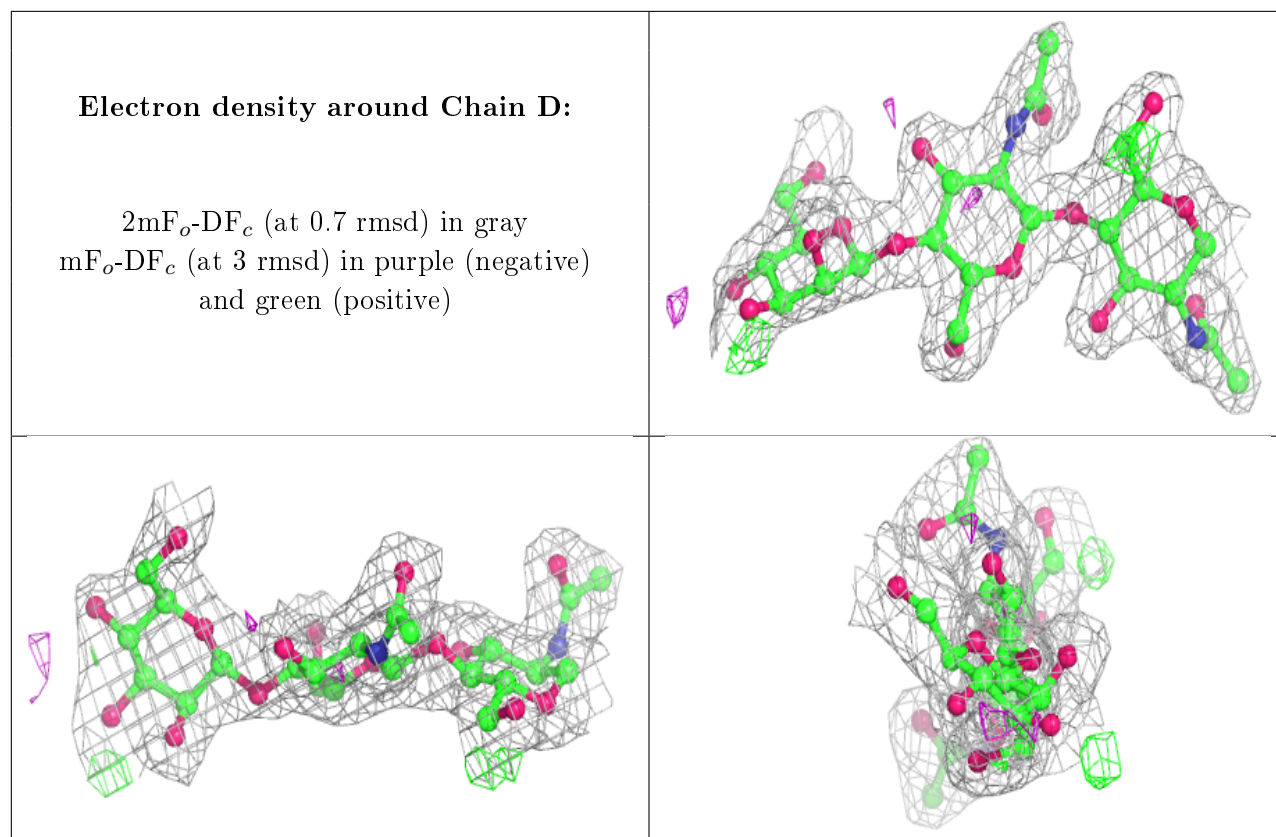 Electron density around Chain D:
2mFₒ-DF𝒸 (at 0.7 rmsd) in gray
mFₒ-DF𝒸 (at 3 rmsd) in purple (negative)
and green (positive)